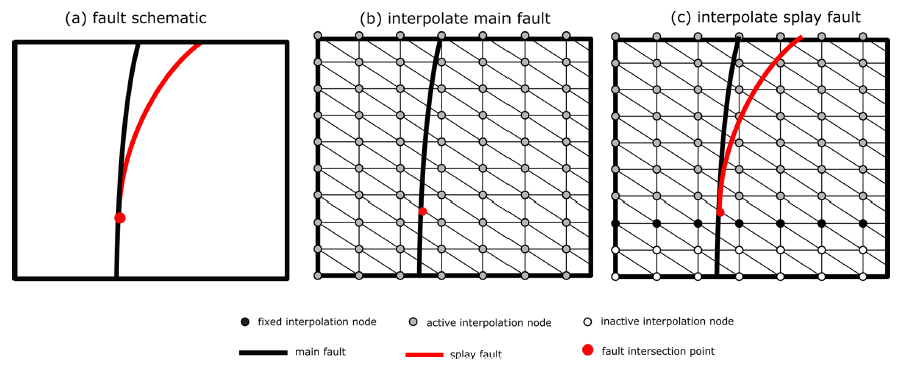 (a) fault schematic
(b) interpolate main fault
(c) interpolate splay fault
fixed interpolation node
active interpolation node
inactive interpolation node
main fault
splay fault
fault intersection point